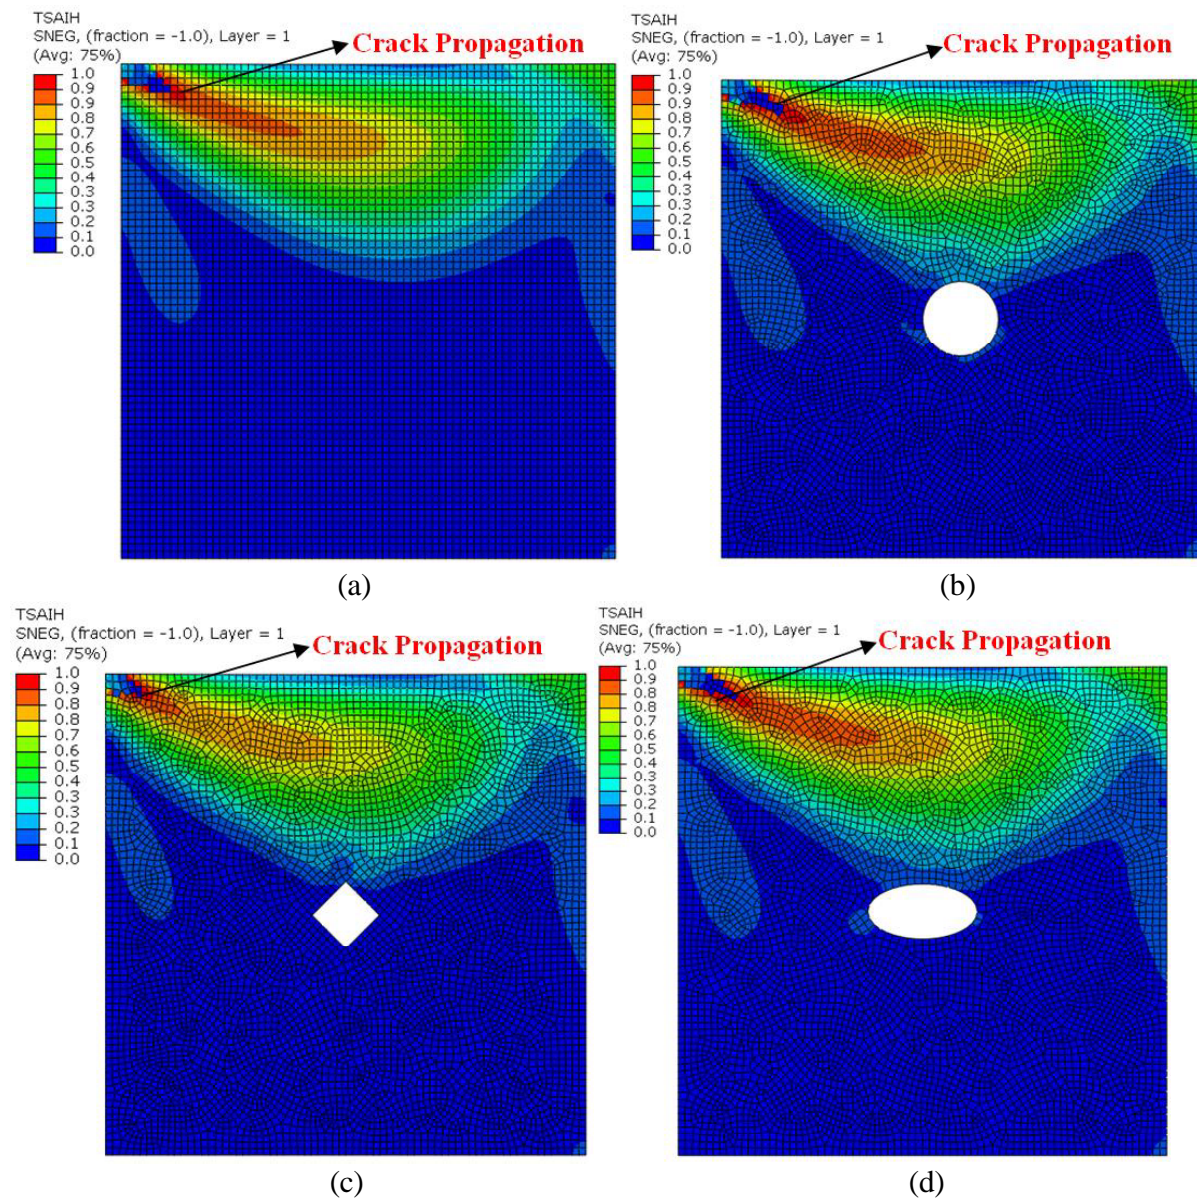 TSAIH
SNEG, (fraction = -1.0), Layer = 1
(Avg: 75%)
1.0
0.9
0.9
0.8
0.7
0.6
0.5
0.4
0.3
0.3
0.2
0.1
0.0
Crack Propagation
(a)
TSAIH
SNEG, (fraction = -1.0), Layer = 1
(Avg: 75%)
1.0
0.9
0.9
0.8
0.7
0.6
0.5
0.4
0.3
0.3
0.2
0.1
0.0
Crack Propagation
(b)
TSAIH
SNEG, (fraction = -1.0), Layer = 1
(Avg: 75%)
1.0
0.9
0.8
0.8
0.7
0.6
0.5
0.4
0.3
0.3
0.2
0.1
0.0
Crack Propagation
(c)
TSAIH
SNEG, (fraction = -1.0), Layer = 1
(Avg: 75%)
1.0
0.9
0.8
0.8
0.7
0.6
0.5
0.4
0.3
0.3
0.2
0.1
0.0
Crack Propagation
(d)